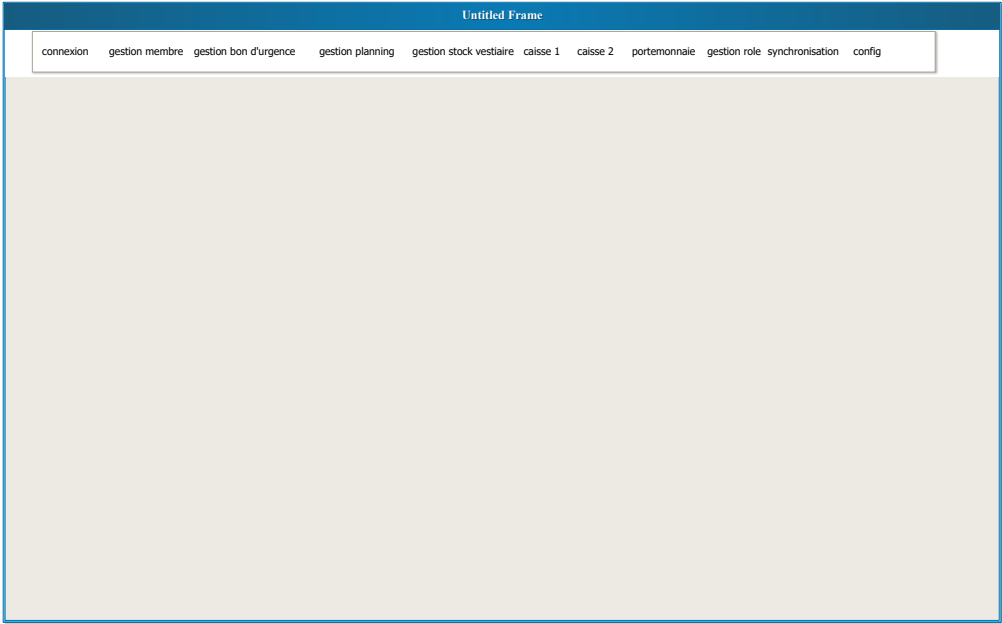 Untitled Frame
connexion gestion membre gestion bon d'urgence gestion planning gestion stock vestiaire caisse 1 caisse 2 portemonnaie gestion role synchronisation config